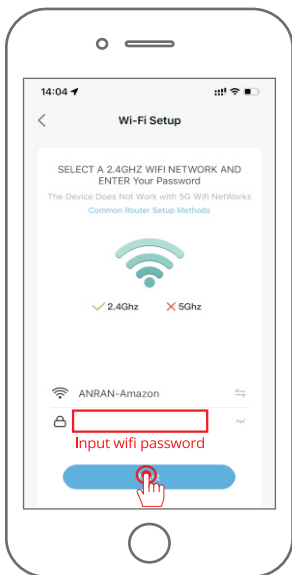 14:04
Wi-Fi Setup
SELECT A 2.4GHZ WIFI NETWORK AND
ENTER Your Password
The Device Does Not Work with 5G Wifi NetWorks
Common Router Setup Methods
2.4Ghz 5Ghz
ANRAN-Amazon
Input wifi password